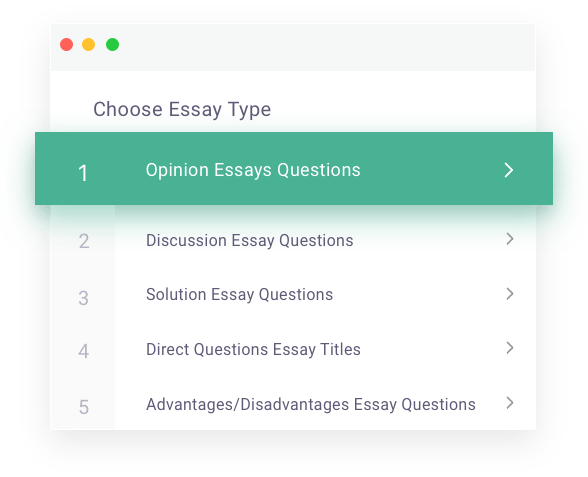 Choose Essay Type
1 Opinion Essays Questions
2 Discussion Essay Questions
3 Solution Essay Questions
4 Direct Questions Essay Titles
5 Advantages/Disadvantages Essay Questions